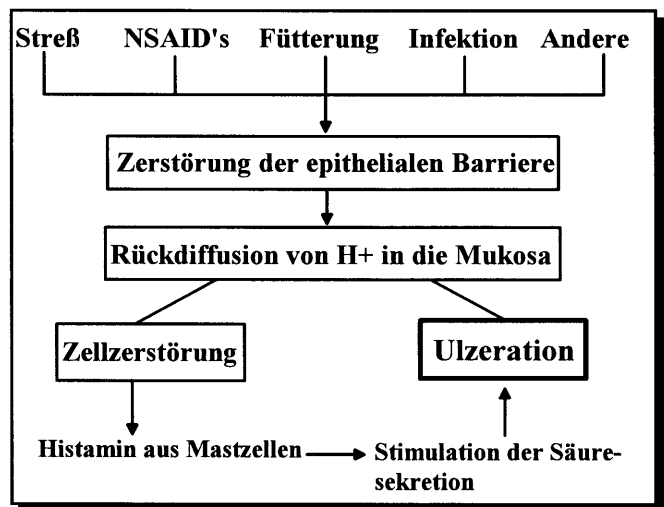 Streß NSAID's Fütterung Infektion Andere
Zerstörung der epithelialen Barriere
Rückdiffusion von H+ in die Mukosa
Zellzerstörung
Ulzeration
Histamin aus Mastzellen
Stimulation der Säure-
sekretion